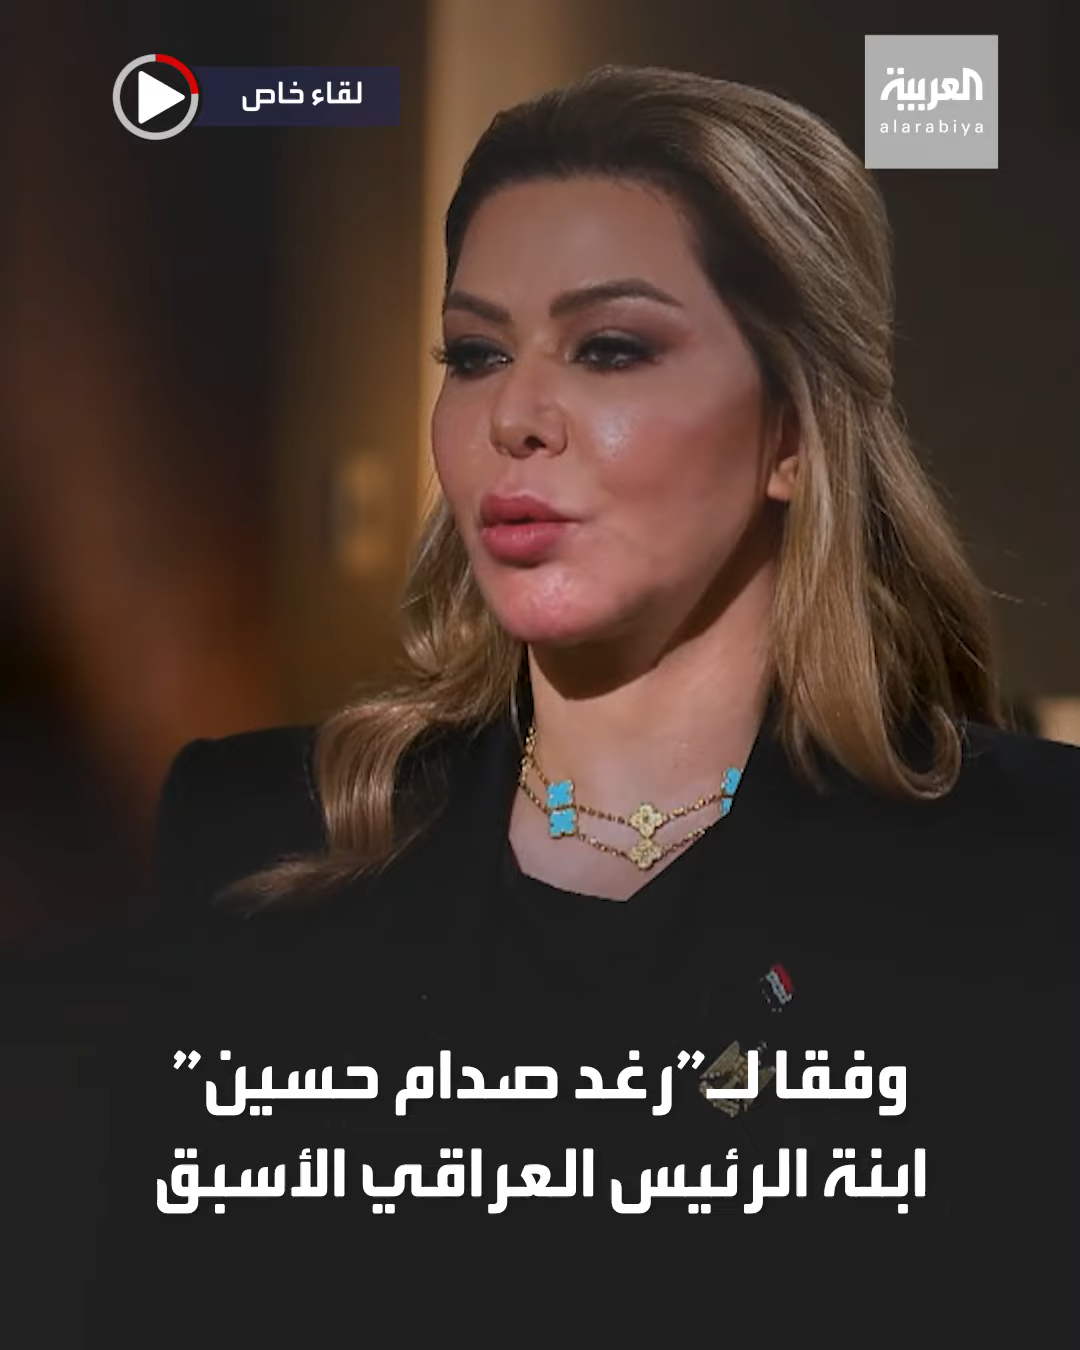 لقاء خاص
العربية
alarabiya
وفقا لـ"رغد صدام حسين"
ابنة الرئيس العراقي الأسبق